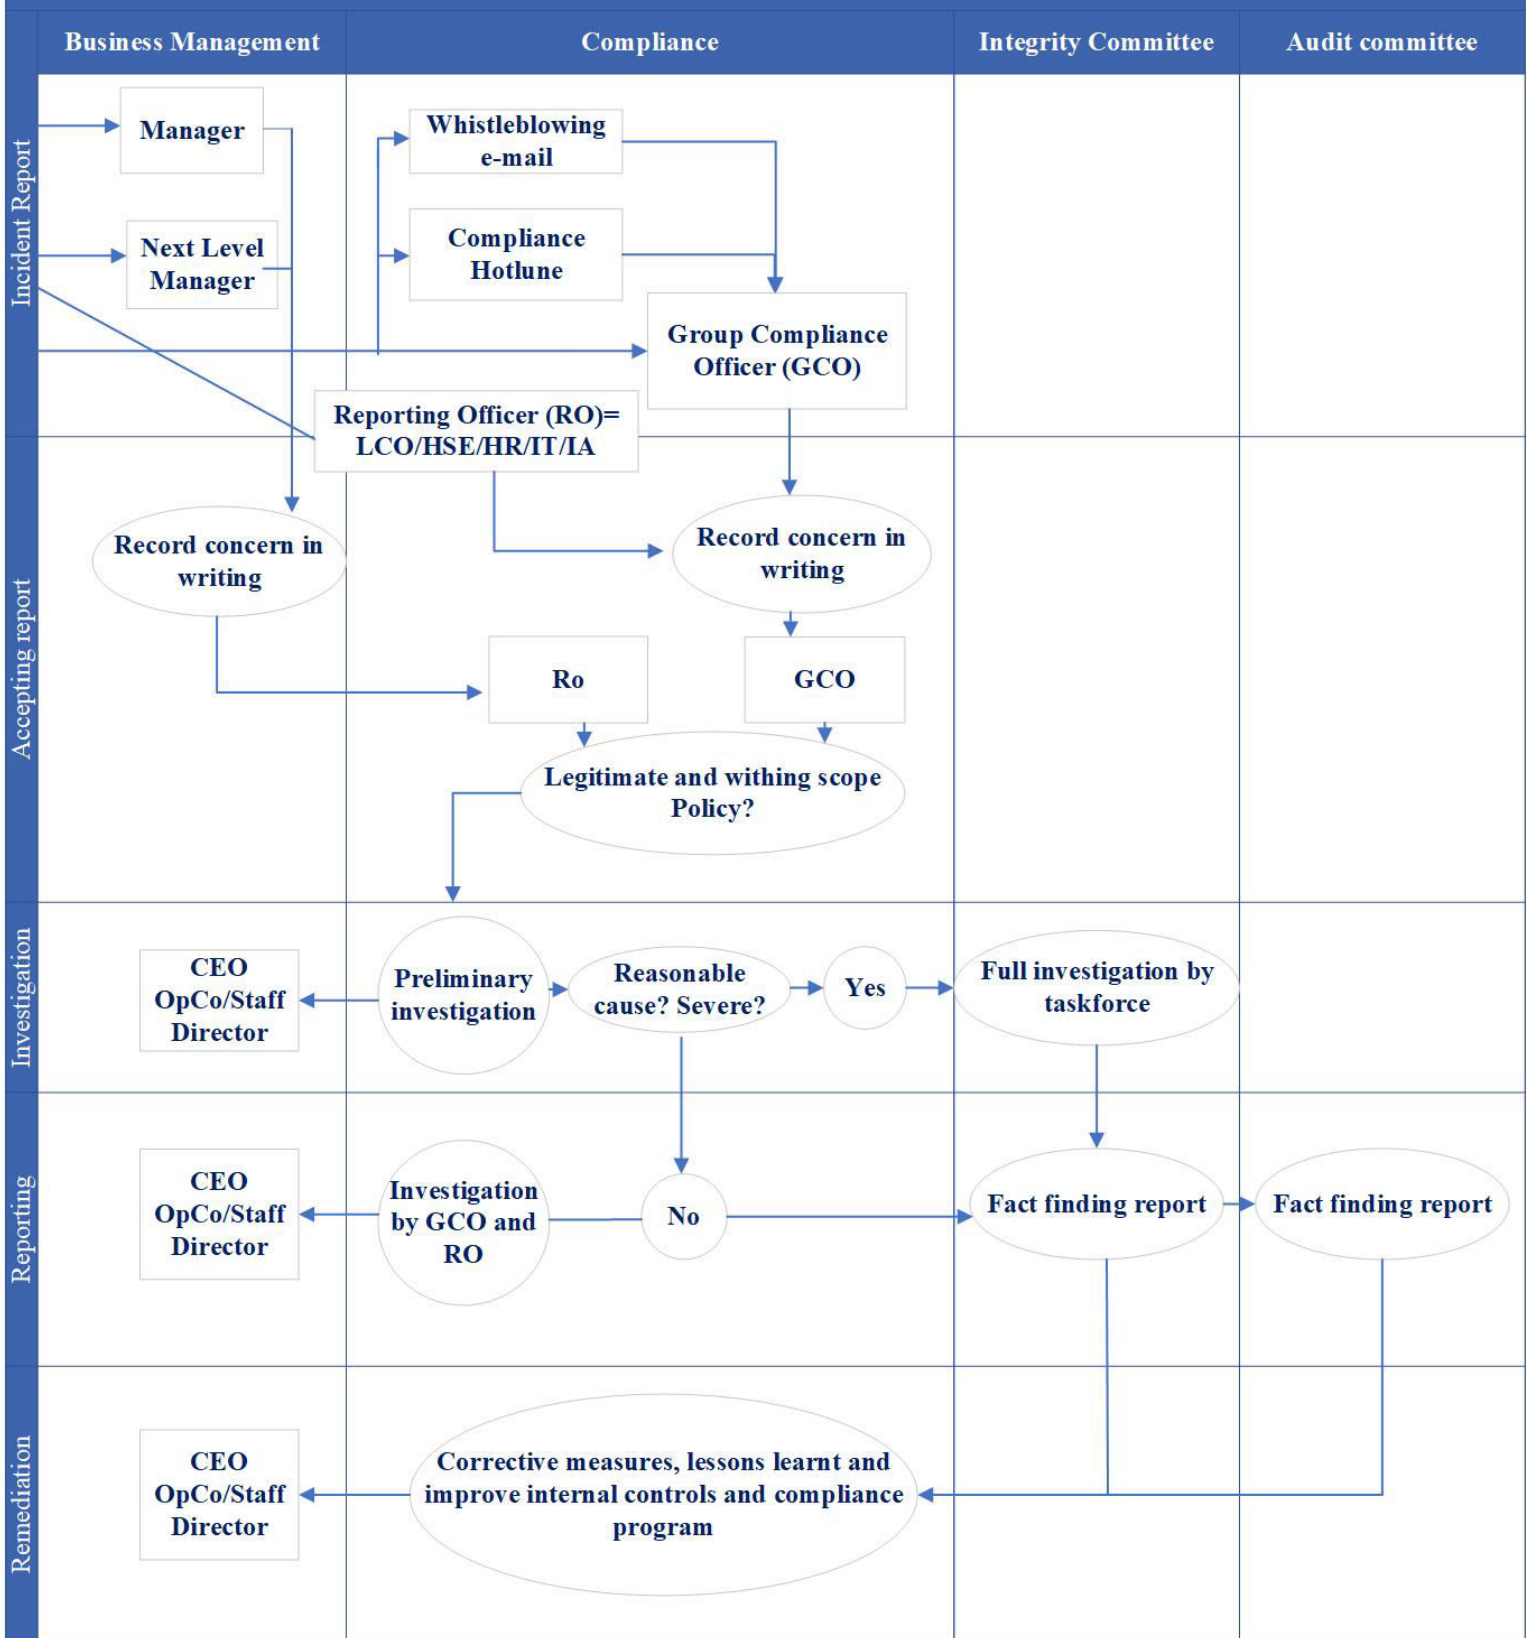 Business Management
Compliance
Integrity Committee
Audit committee
Incident Report
Manager
Whistleblowing
e-mail
Next Level
Manager
Compliance
Hotlune
Group Compliance
Officer (GCO)
Reporting Officer (RO)=
LCO/HSE/HR/IT/IA
Accepting report
Record concern in
writing
Record concern in
writing
Ro
GCO
Legitimate and withing scope
Policy?
Investigation
CEO
OpCo/Staff
Director
Preliminary
investigation
Reasonable
cause? Severe?
Yes
Full investigation by
taskforce
Reporting
CEO
OpCo/Staff
Director
Investigation
by GCO and
RO
No
Fact finding report
Fact finding report
Remediation
CEO
OpCo/Staff
Director
Corrective measures, lessons learnt and
improve internal controls and compliance
program